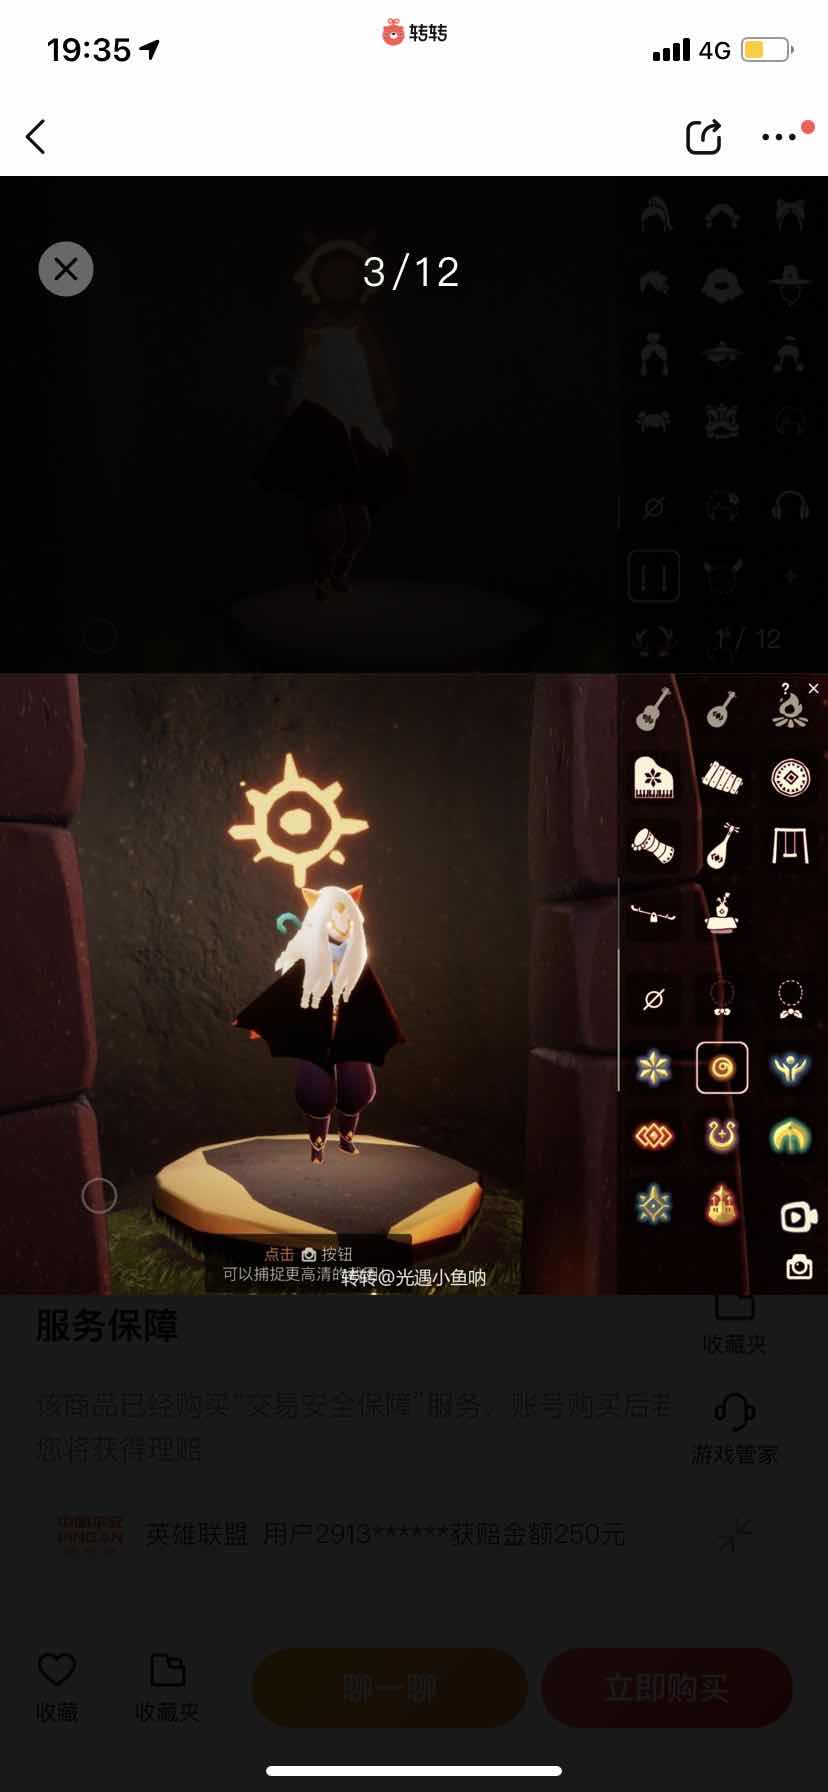 19:35
转转
4G
3/12
1 / 12
? ×
点击 按钮
可以捕捉更高清的
转转@光遇小鱼呐
服务保障
收藏夹
该商品已经购买“交易安全保障”服务，账号购买后若
您将获得理赔
游戏管家
中国平安
PINGAN
英雄联盟 用户2913******获赔金额250元
收藏
收藏夹
聊一聊
立即购买